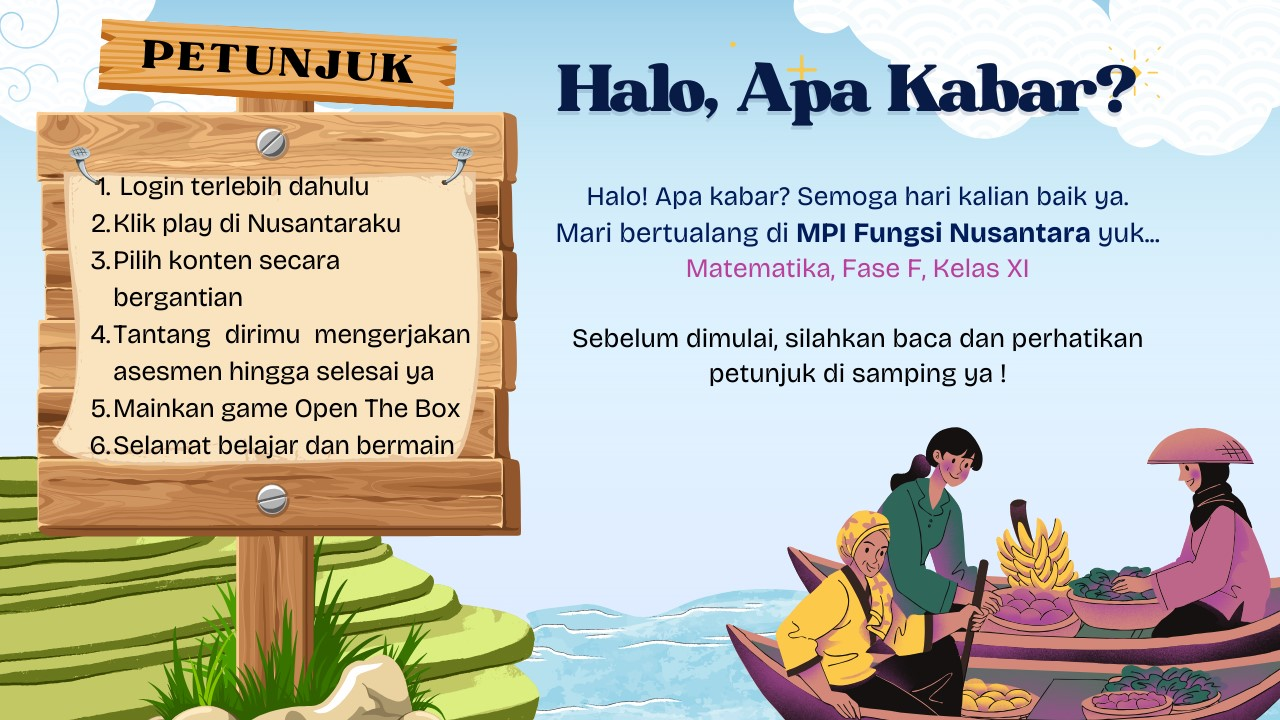 PETUNJUK
1. Login terlebih dahulu
2. Klik play di Nusantaraku
3. Pilih konten secara
bergantian
4. Tantang dirimu mengerjakan
asesmen hingga selesai ya
5. Mainkan game Open The Box
6. Selamat belajar dan bermain
Halo, Apa Kabar?
Halo! Apa kabar? Semoga hari kalian baik ya.
Mari bertualang di MPI Fungsi Nusantara yuk...
Matematika, Fase F, Kelas XI
Sebelum dimulai, silahkan baca dan perhatikan
petunjuk di samping ya !